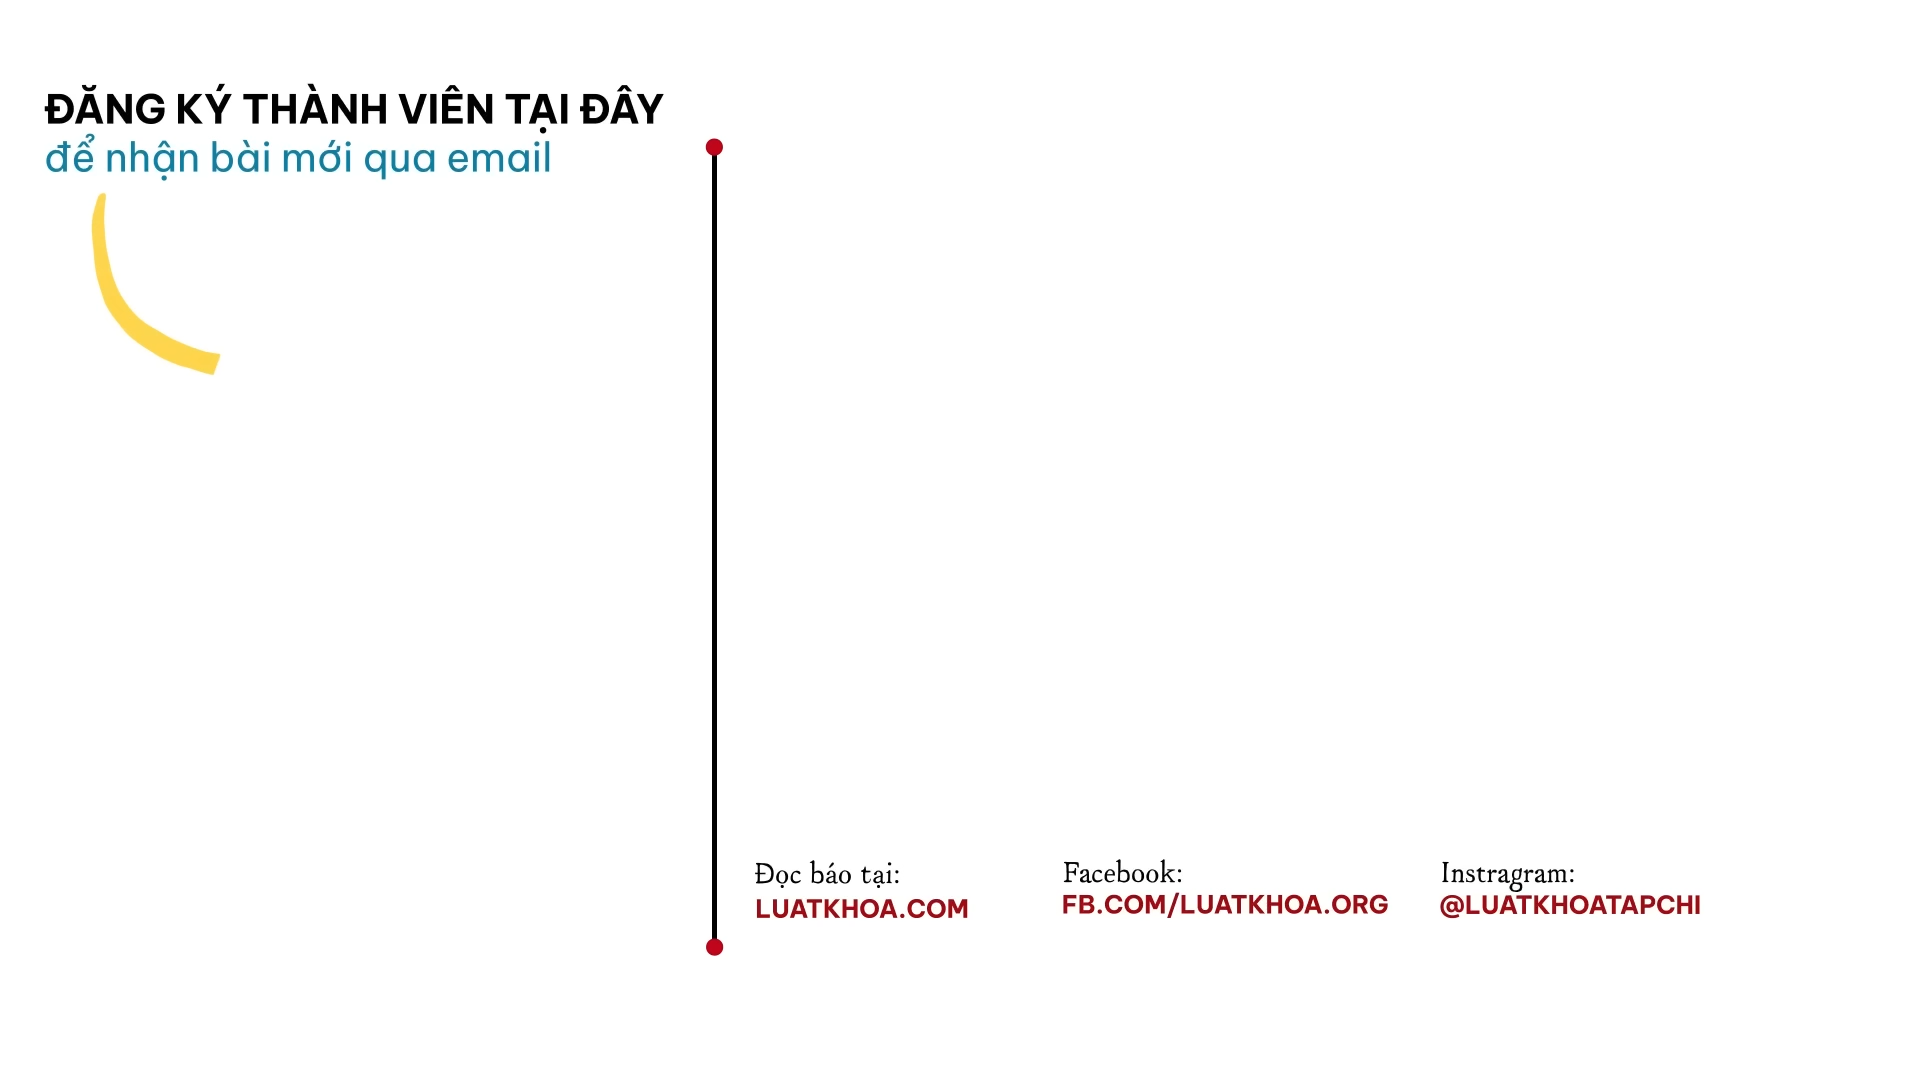 ĐĂNG KÝ THÀNH VIÊN TẠI ĐÂY
để nhận bài mới qua email
Đọc báo tại:
LUATKHOA.COM
Facebook:
FB.COM/LUATKHOA.ORG
Instragram:
@LUATKHOATAPCHI